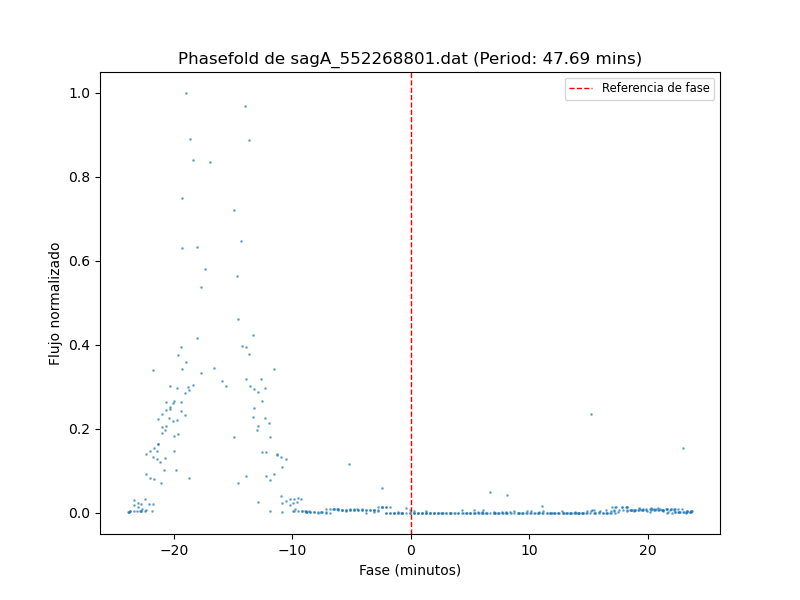 Phasefold de sagA_552268801.dat (Period: 47.69 mins)
Referencia de fase
Flujo normalizado
1.0
0.8
0.6
0.4
0.2
0.0
−20
−10
0
10
20
Fase (minutos)